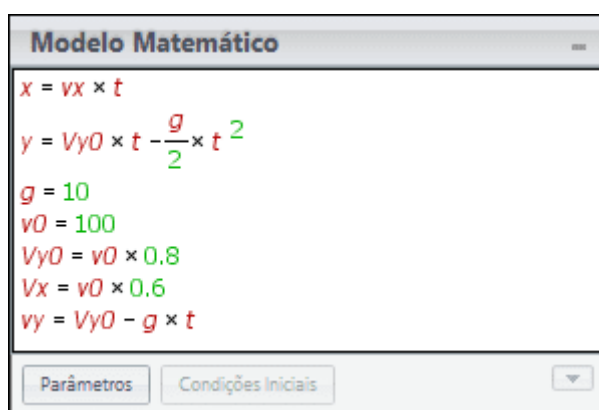 Modelo Matemático
x = vx × t
y = Vy0 × t - g/2 × t 2
g = 10
v0 = 100
Vy0 = v0 × 0.8
Vx = v0 × 0.6
vy = Vy0 - g × t
Parâmetros Condições Iniciais